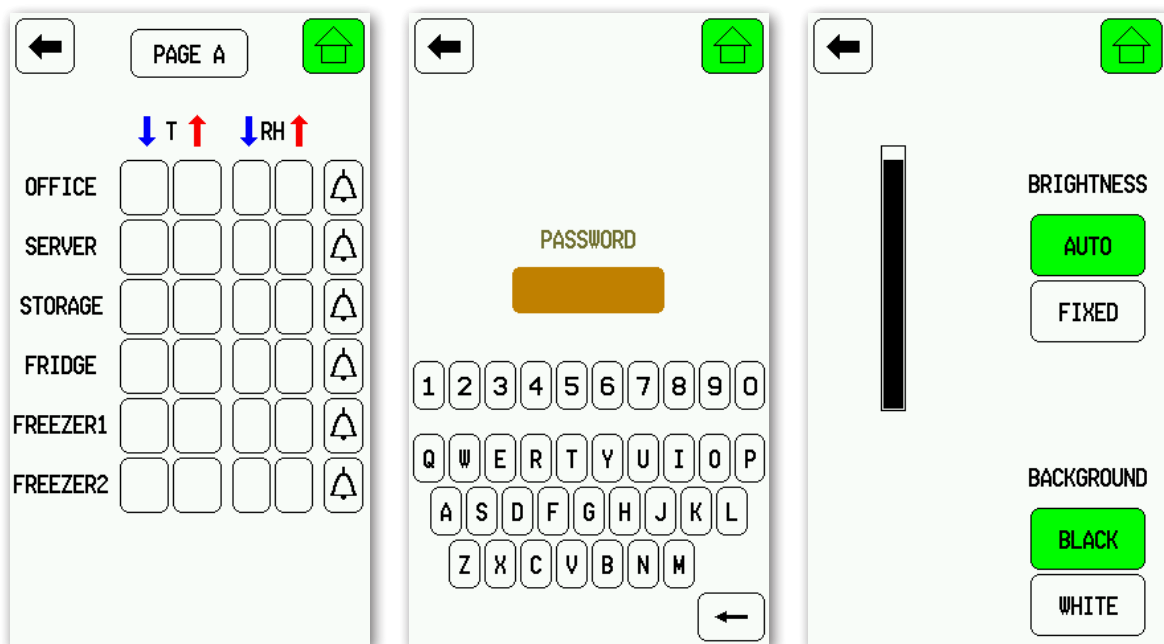 PAGE A
T RH
OFFICE
SERVER
STORAGE
FRIDGE
FREEZER1
FREEZER2
PASSWORD
1 2 3 4 5 6 7 8 9 0
Q W E R T Y U I O P
A S D F G H J K L
Z X C V B N M
BRIGHTNESS
AUTO
FIXED
BACKGROUND
BLACK
WHITE